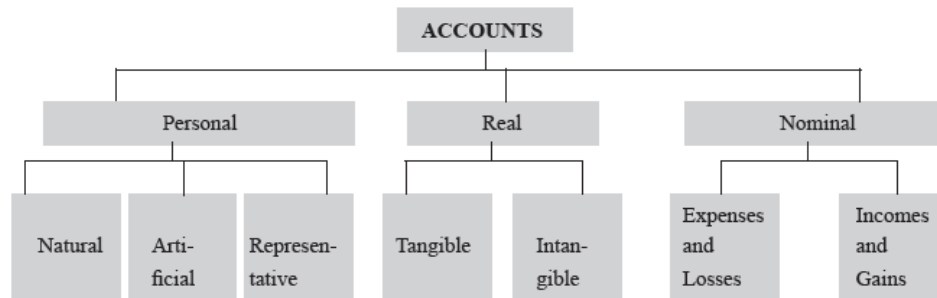 ACCOUNTS
Personal
Real
Nominal
Natural
Arti-
ficial
Represen-
tative
Tangible
Intan-
gible
Expenses
and
Losses
Incomes
and
Gains